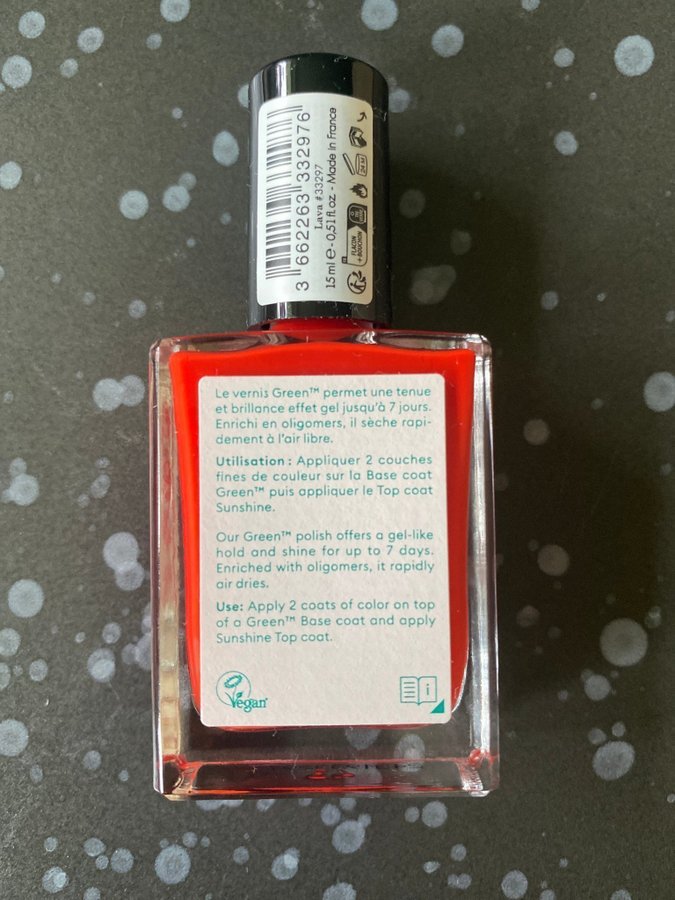 3 662263 332976
Lava #33297
15 ml e - 0,51 fl oz - Made in France
FLACON
+ BOUCHON
24 M
Le vernis Green™ permet une tenue
et brillance effet gel jusqu'à 7 jours.
Enrichi en oligomers, il sèche rapi-
dement à l'air libre.
Utilisation : Appliquer 2 couches
fines de couleur sur la Base coat
Green™ puis appliquer le Top coat
Sunshine.
Our Green™ polish offers a gel-like
hold and shine for up to 7 days.
Enriched with oligomers, it rapidly
air dries.
Use: Apply 2 coats of color on top
of a Green™ Base coat and apply
Sunshine Top coat.
Vegan
i